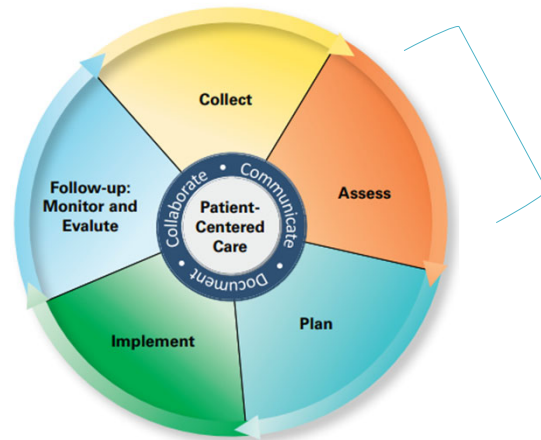 Collect
Assess
Plan
Implement
Follow-up:
Monitor and
Evalute
Collaborate • Communicate • Document •
Patient-
Centered
Care